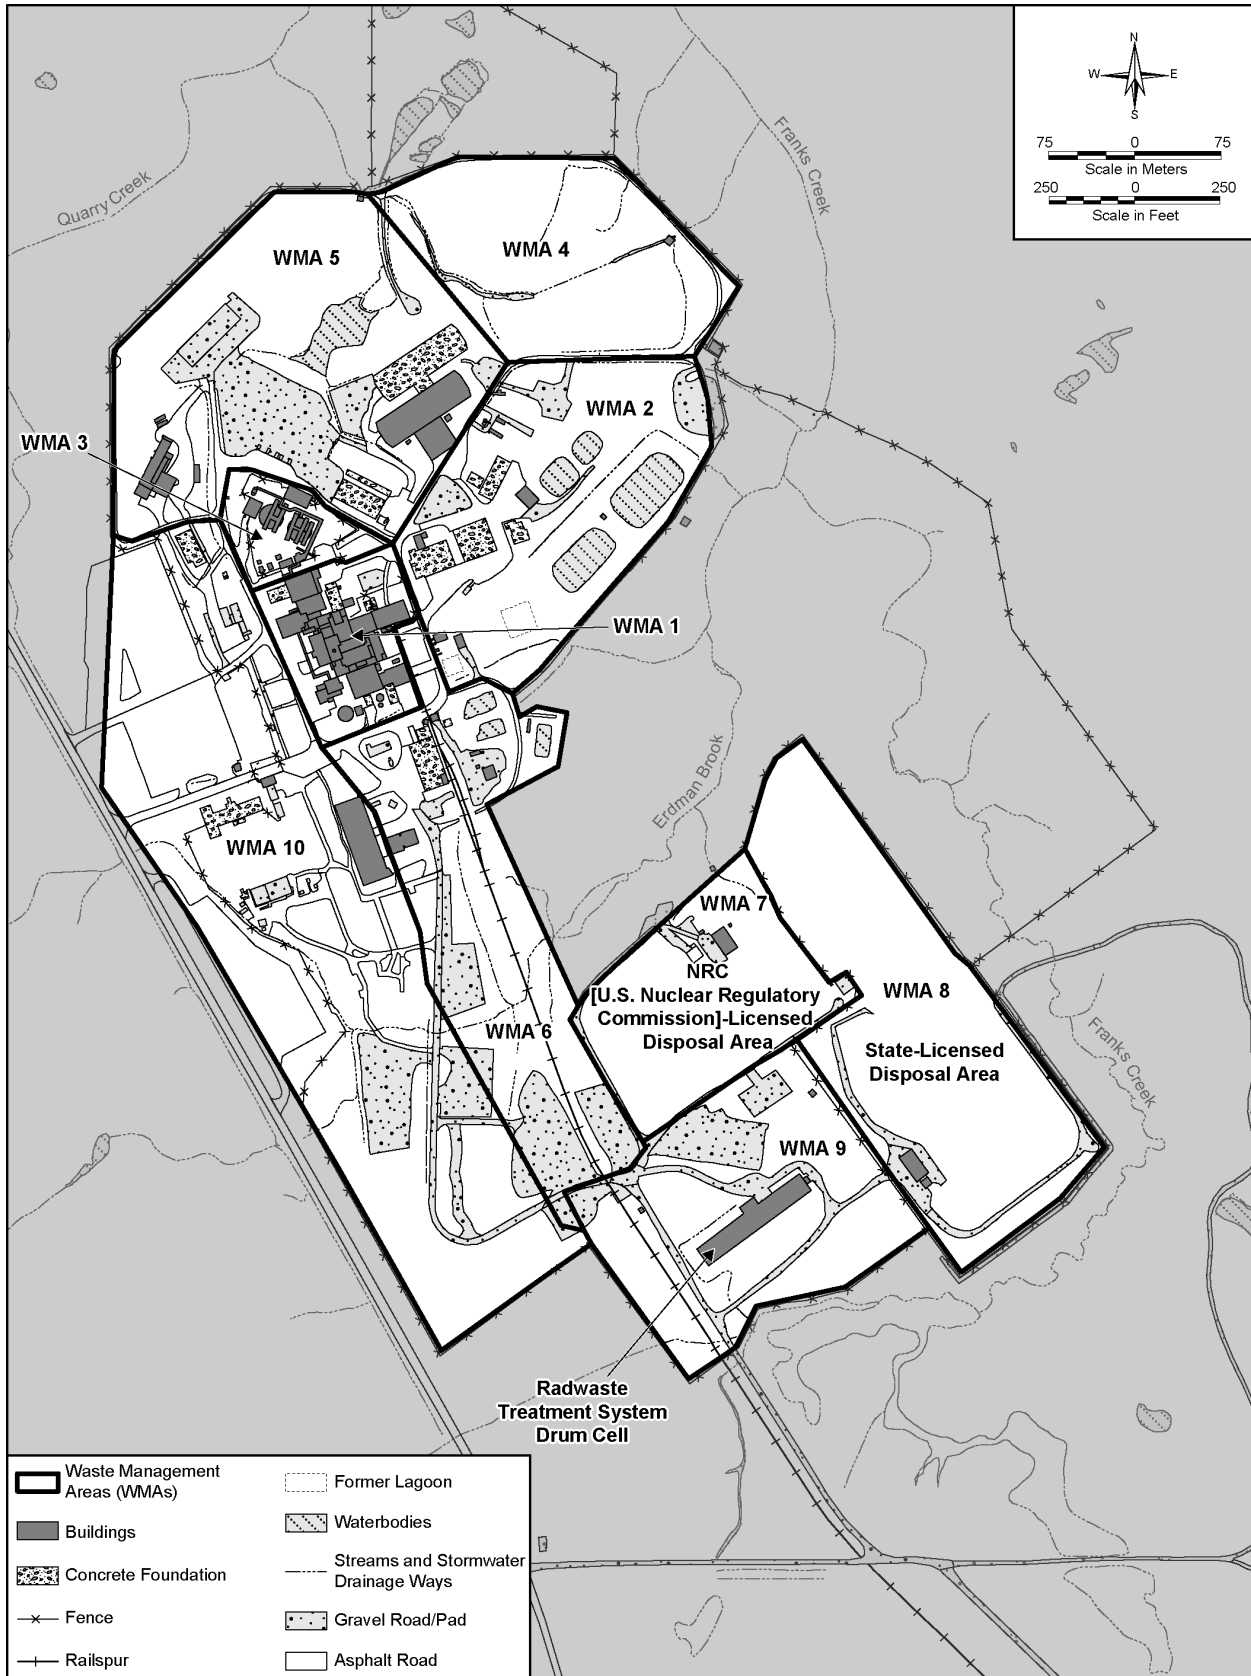 N
W
E
S
75
0
75
Scale in Meters
250
0
250
Scale in Feet
Franks Creek
Quarry Creek
WMA 5
WMA 4
WMA 2
WMA 3
WMA 1
Erdman Brook
WMA 10
WMA 7
NRC
[U.S. Nuclear Regulatory
Commission]-Licensed
Disposal Area
WMA 8
State-Licensed
Disposal Area
WMA 6
Franks Creek
WMA 9
Radwaste
Treatment System
Drum Cell
Waste Management
Areas (WMAs)
Buildings
Concrete Foundation
Fence
Railspur
Former Lagoon
Waterbodies
Streams and Stormwater
Drainage Ways
Gravel Road/Pad
Asphalt Road